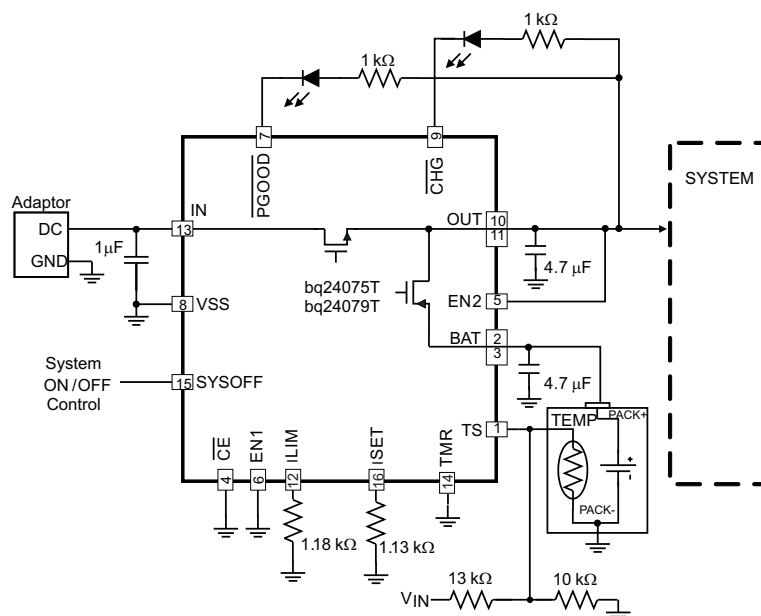 1 kΩ
1 kΩ
7
9
PGOOD
CHG
SYSTEM
Adaptor
DC
GND
IN
13
1μF
OUT
10
11
4.7 μF
bq24075T
bq24079T
EN2
5
8
VSS
BAT
2
3
4.7 μF
System
ON/OFF
Control
15
SYSOFF
TS
1
TEMP
PACK+
+
-
PACK-
CE
EN1
ILIM
ISET
TMR
4
6
12
16
14
1.18 kΩ
1.13 kΩ
VIN
13 kΩ
10 kΩ